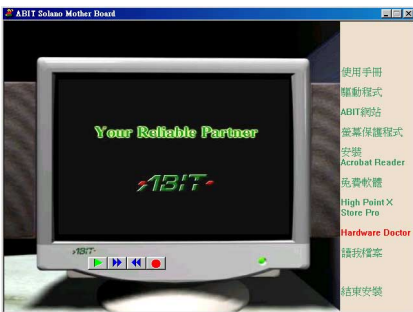 ABIT Solano Mother Board
Your Reliable Partner
ABIT
ABIT
使用手冊
驅動程式
ABIT網站
螢幕保護程式
安裝
Acrobat Reader
免費軟體
High Point X
Store Pro
Hardware Doctor
讀我檔案
結束安裝